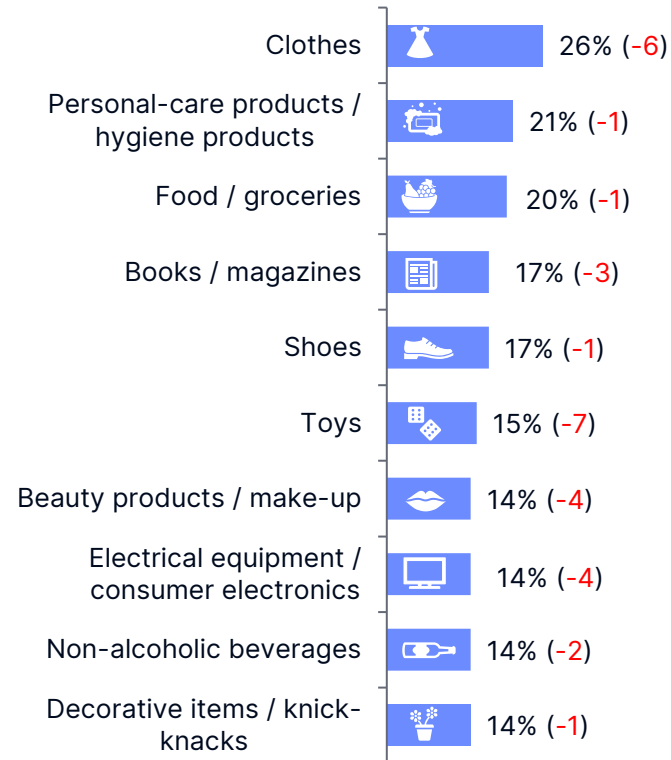 Clothes
26% (-6)
Personal-care products /
hygiene products
21% (-1)
Food / groceries
20% (-1)
Books / magazines
17% (-3)
Shoes
17% (-1)
Toys
15% (-7)
Beauty products / make-up
14% (-4)
Electrical equipment /
consumer electronics
14% (-4)
Non-alcoholic beverages
14% (-2)
Decorative items / knick-
knacks
14% (-1)